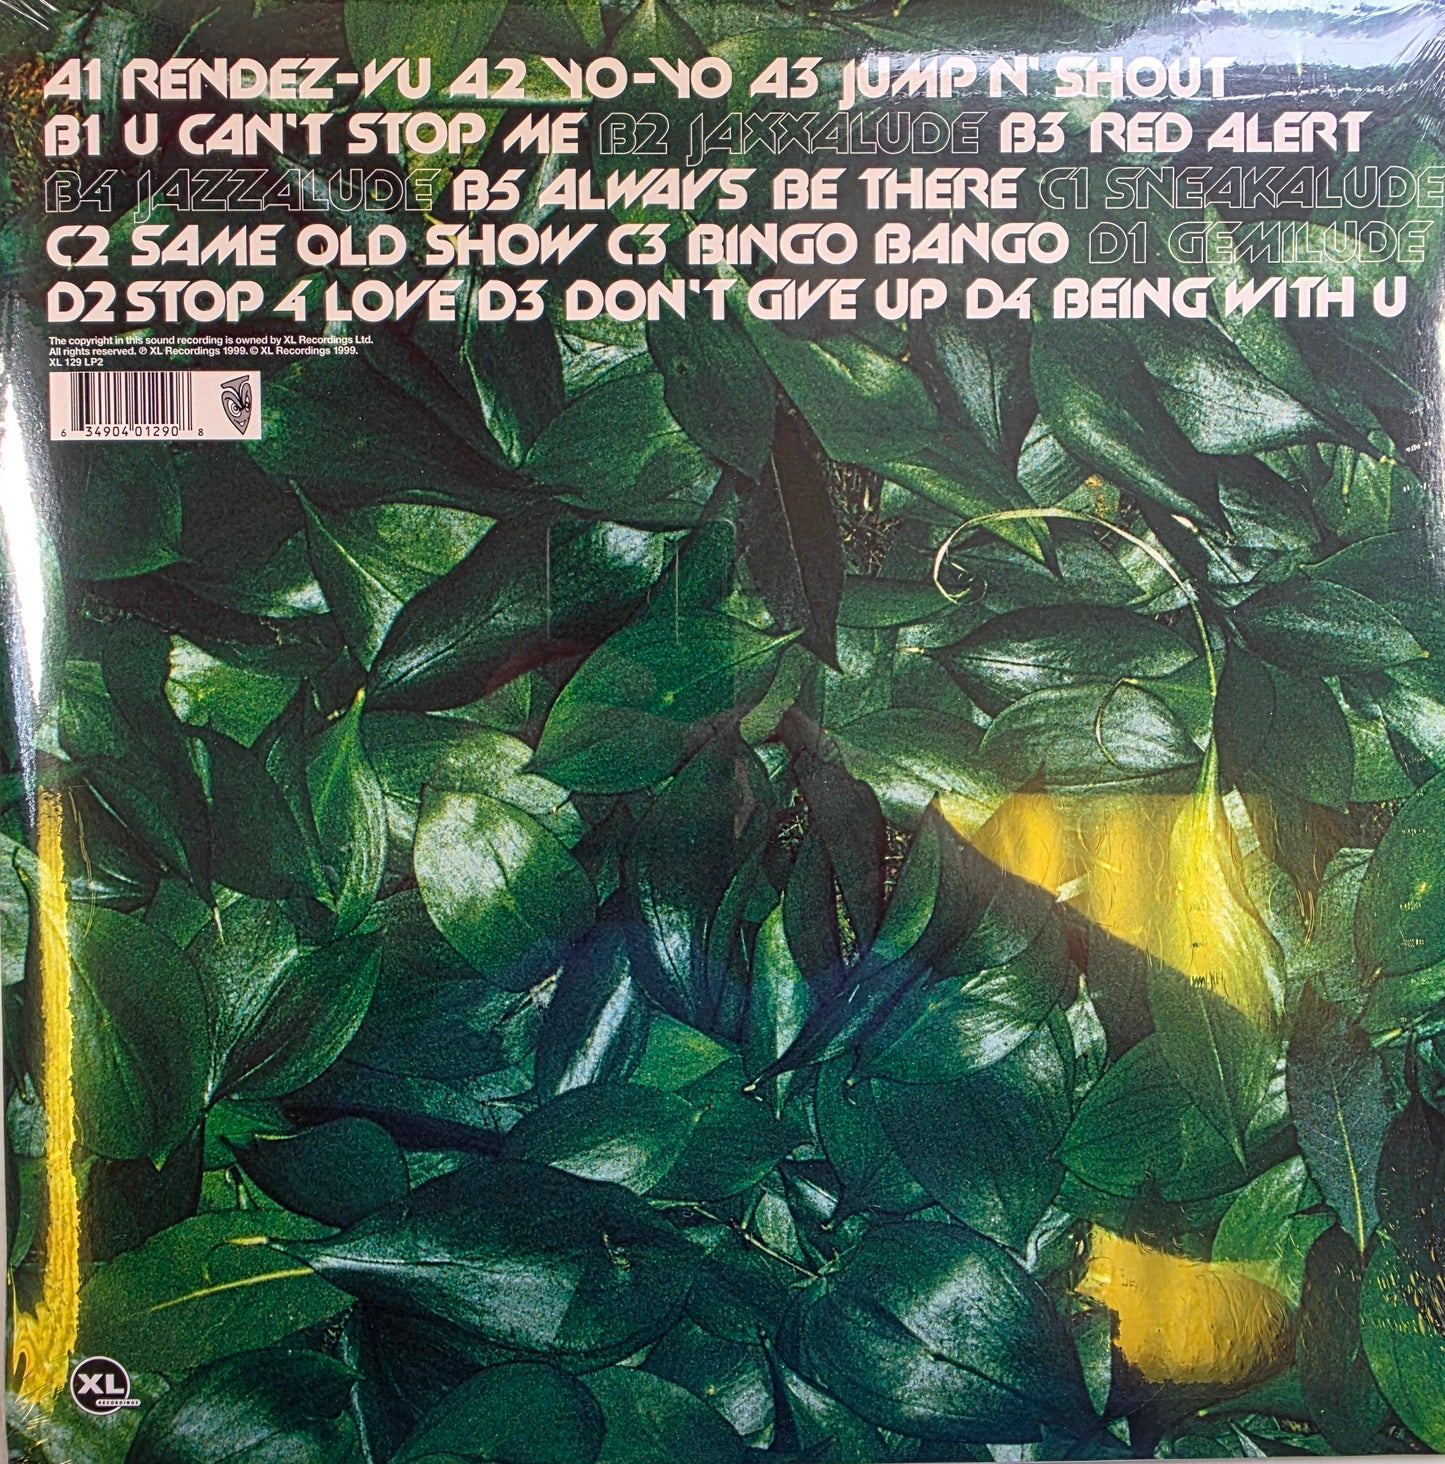 A1 RENDEZ-VU A2 YO-YO A3 JUMP N' SHOUT
B1 U CAN'T STOP ME B2 JAXXALUDE B3 RED ALERT
B4 JAZZALUDE B5 ALWAYS BE THERE C1 SNEAKALUDE
C2 SAME OLD SHOW C3 BINGO BANGO D1 GEMILUDE
D2 STOP 4 LOVE D3 DON'T GIVE UP D4 BEING WITH U
The copyright in this sound recording is owned by XL Recordings Ltd.
All rights reserved. ℗ XL Recordings 1999. © XL Recordings 1999.
XL 129 LP2
6 34904 01290 8
XL
RECORDINGS